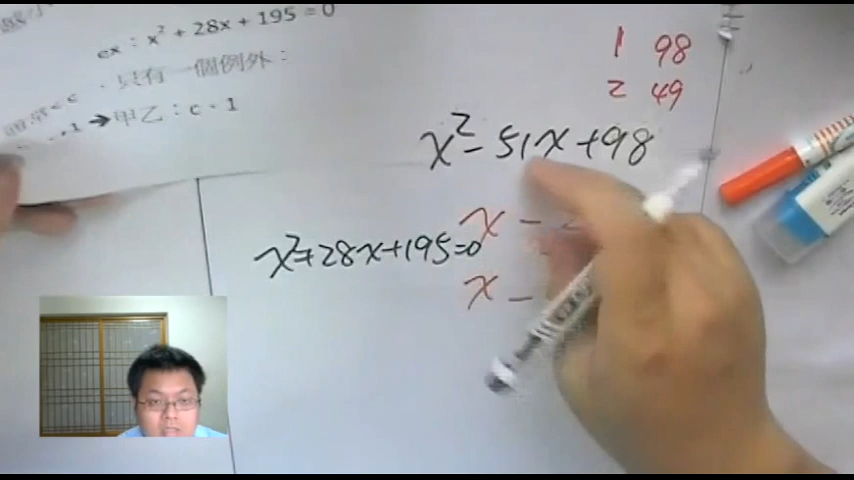 ex : x² + 28x + 195 = 0
，只有一個例外：
→甲乙：c、1
1 98
2 49
x² - 51x + 98
x -
x² + 28x + 195 = 0
x -